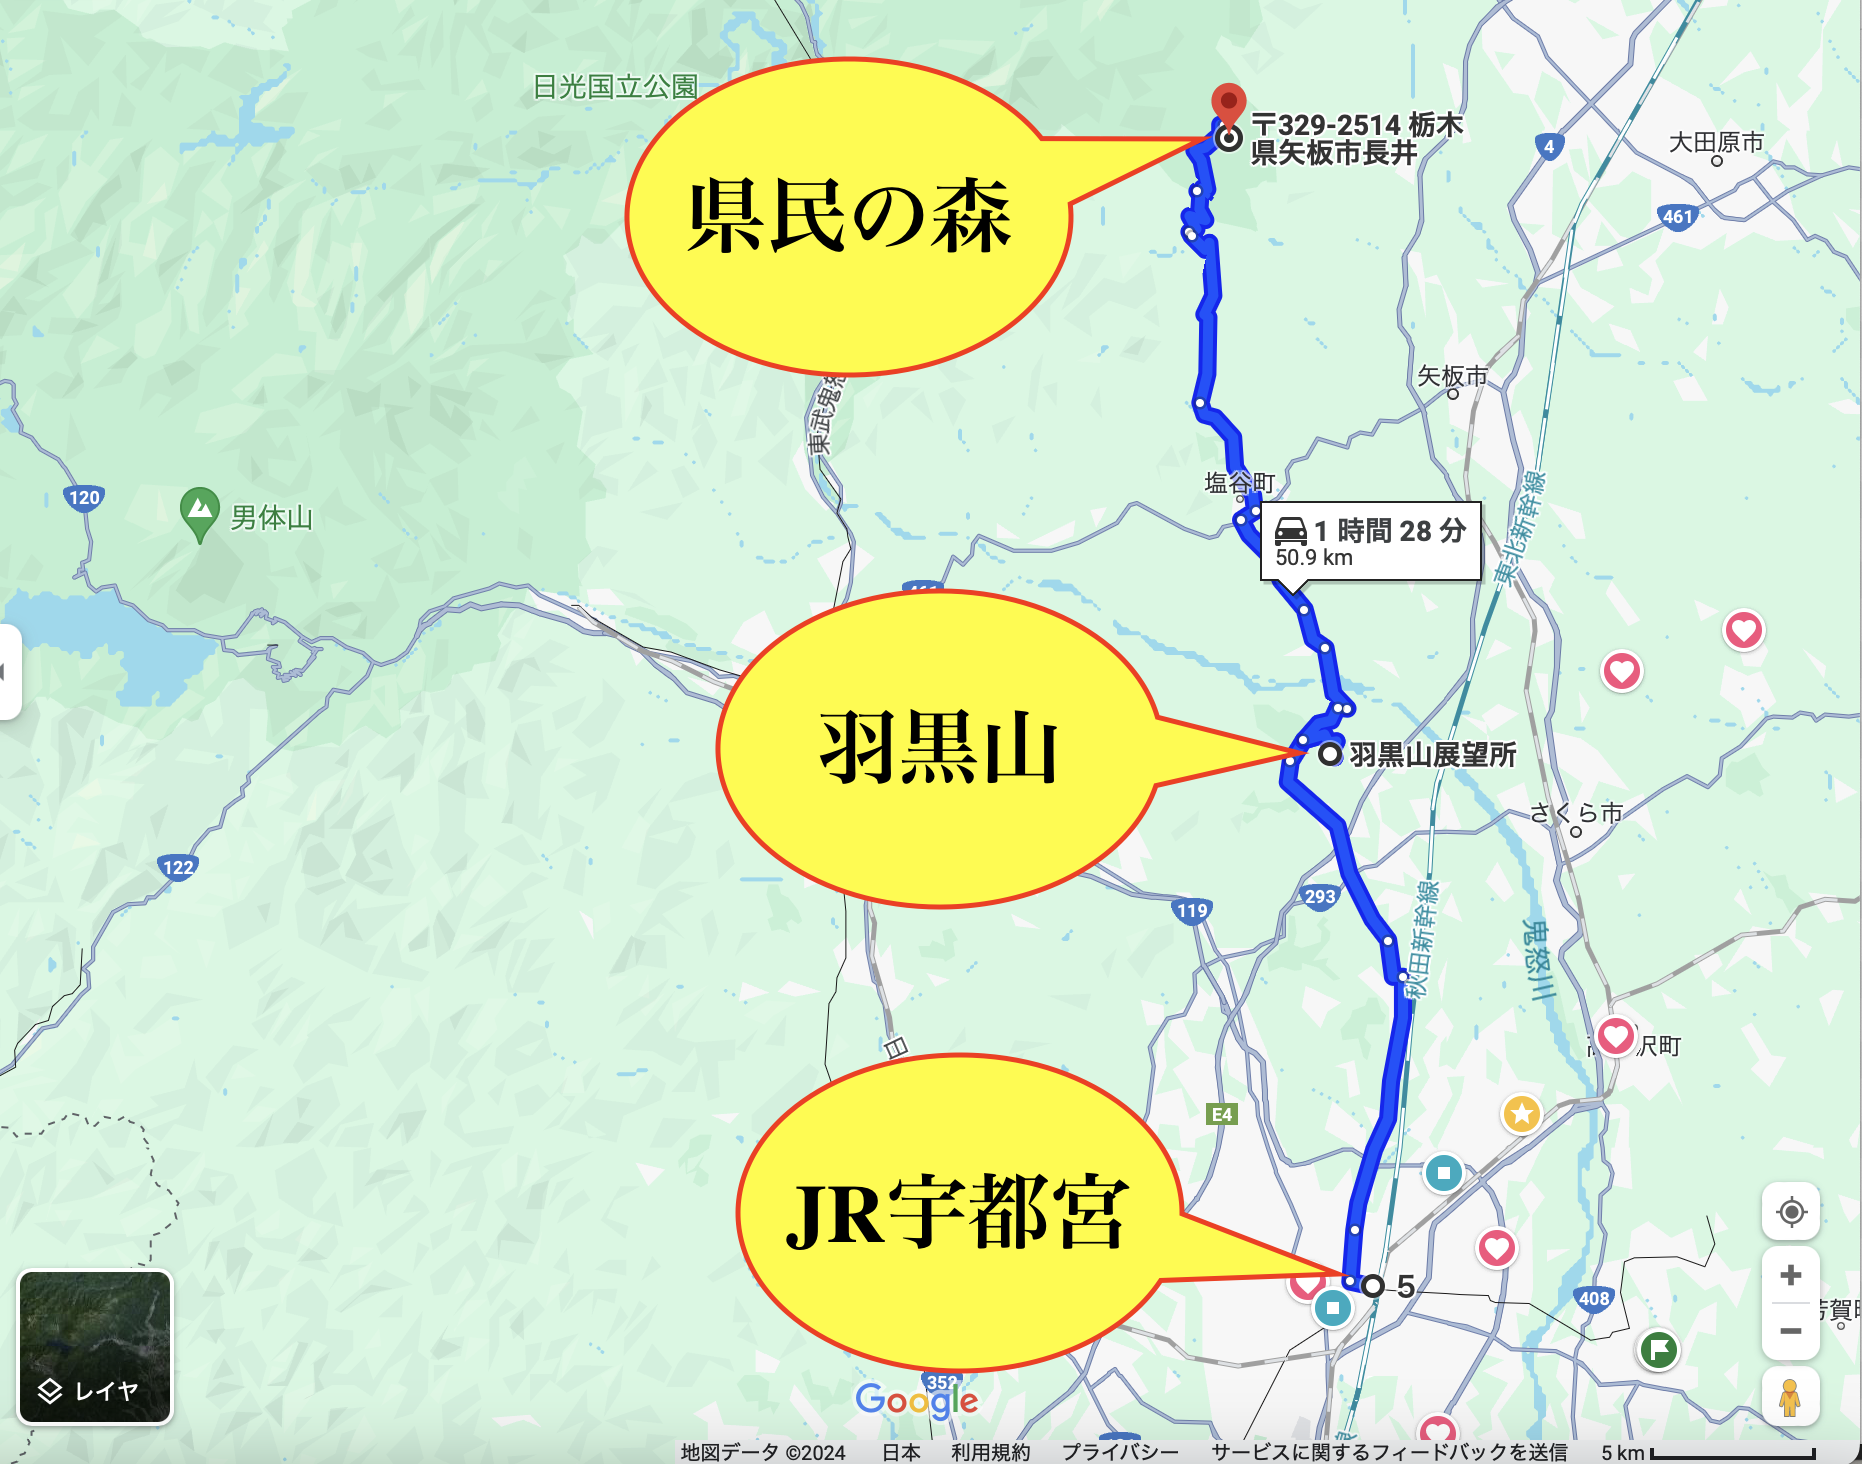 日光国立公園
〒329-2514 栃木
県矢板市長井
4
大田原市
461
県民の森
矢板市
東武鬼怒
120
男体山
塩谷町
1 時間 28 分
50.9 km
東北新幹線
羽黒山
羽黒山展望所
さくら市
122
119
293
秋田新幹線
鬼怒川
沢町
E4
JR宇都宮
5
408
芳賀町
レイヤ
352
Google
地図データ ©2024 日本 利用規約 プライバシー サービスに関するフィードバックを送信 5 km